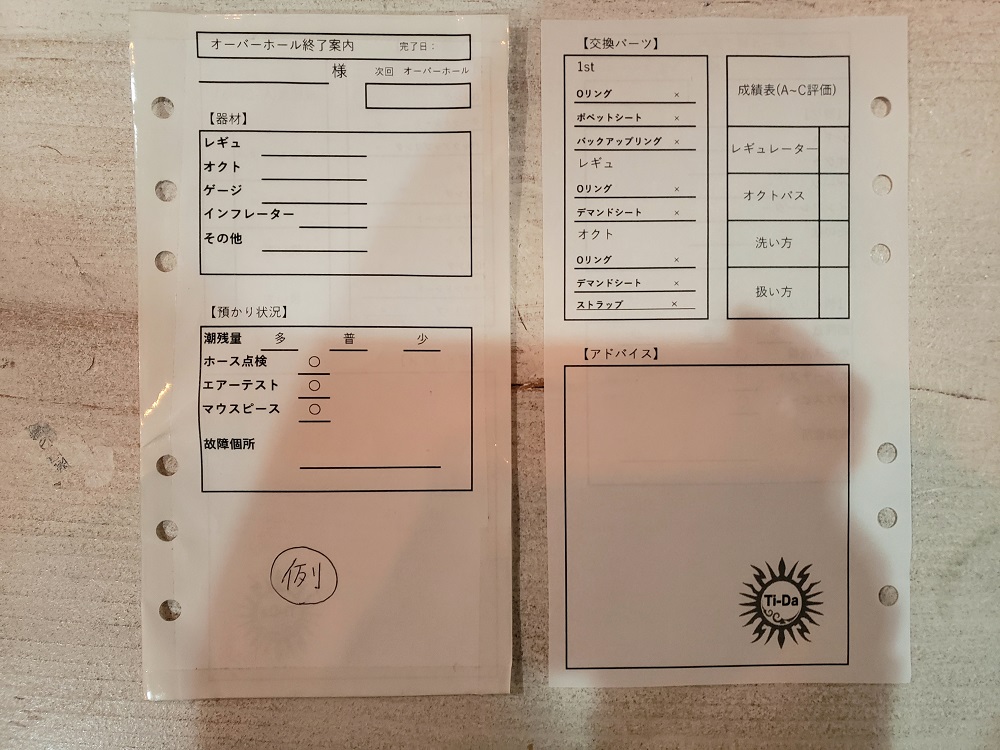 オーバーホール終了案内 完了日：
様 次回 オーバーホール
【器材】
レギュ
オクト
ゲージ
インフレーター
その他
【預かり状況】
潮残量 多 普 少
ホース点検 ○
エアーテスト ○
マウスピース ○
故障個所
例
【交換パーツ】
1st
Oリング ×
ポペットシート ×
バックアップリング ×
レギュ
Oリング ×
デマンドシート ×
オクト
Oリング ×
デマンドシート ×
ストラップ ×
成績表(A~C評価)
レギュレーター
オクトパス
洗い方
扱い方
【アドバイス】
Ti-Da